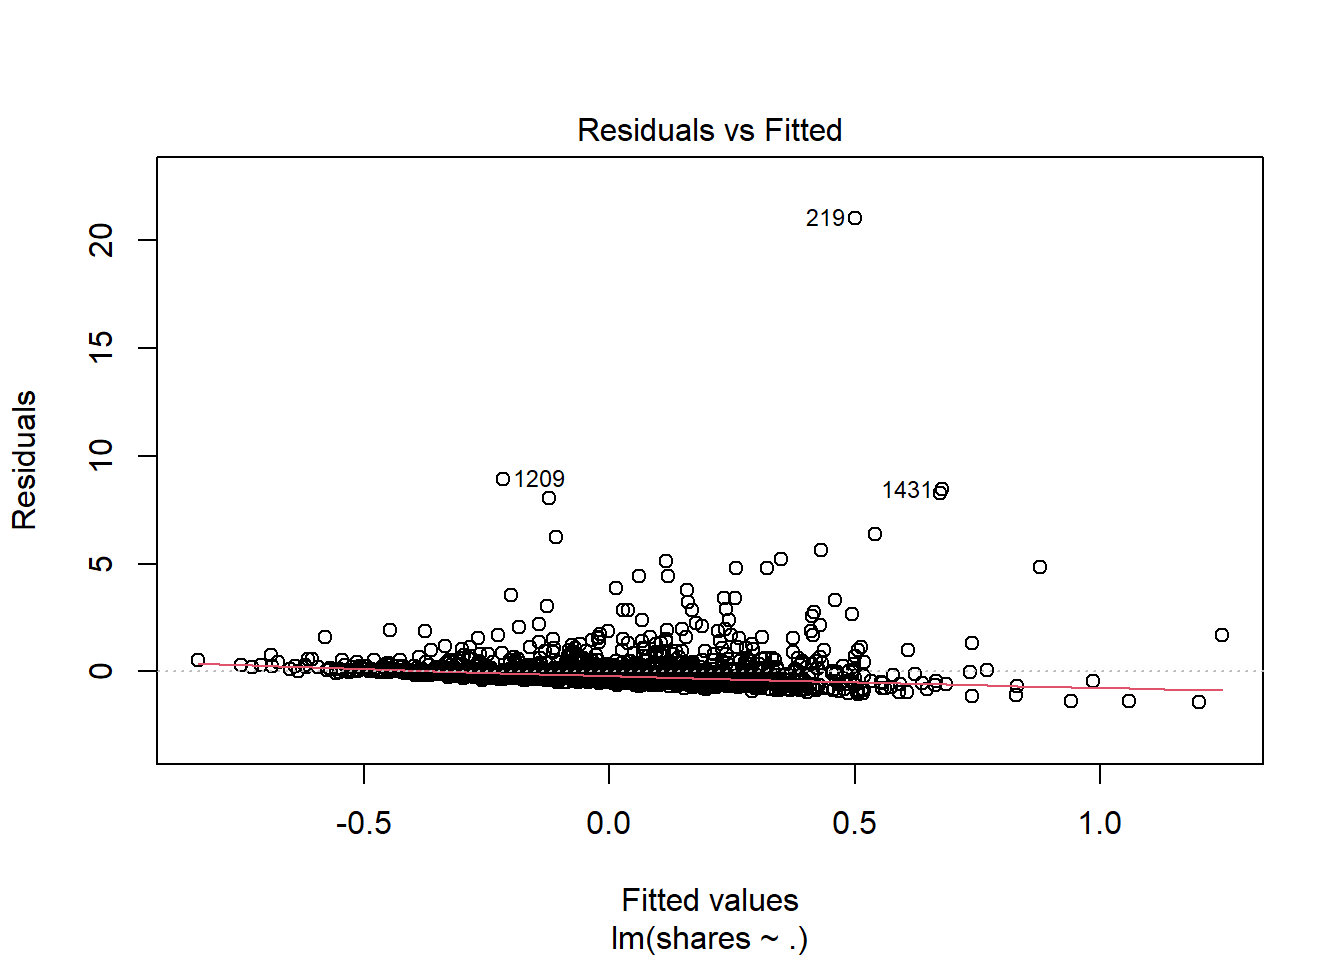 Residuals vs Fitted
Residuals
20
15
10
5
0
219
1209
1431
-0.5 0.0 0.5 1.0
Fitted values
lm(shares ~ .)